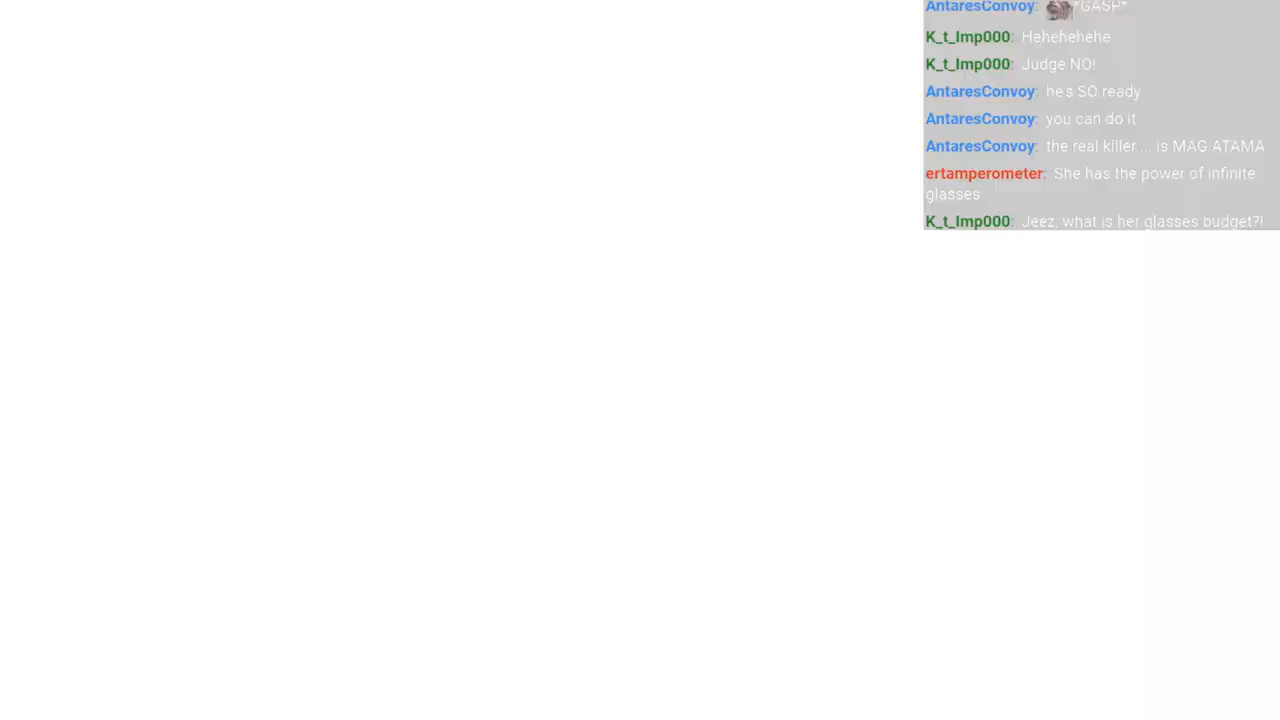 AntaresConvoy: *GASP*
K_t_Imp000: Hehehehehe
K_t_Imp000: Judge NO!
AntaresConvoy: he's SO ready
AntaresConvoy: you can do it
AntaresConvoy: the real killer.... is MAG ATAMA
ertamperometer: She has the power of infinite
glasses
K_t_Imp000: Jeez, what is her glasses budget?!